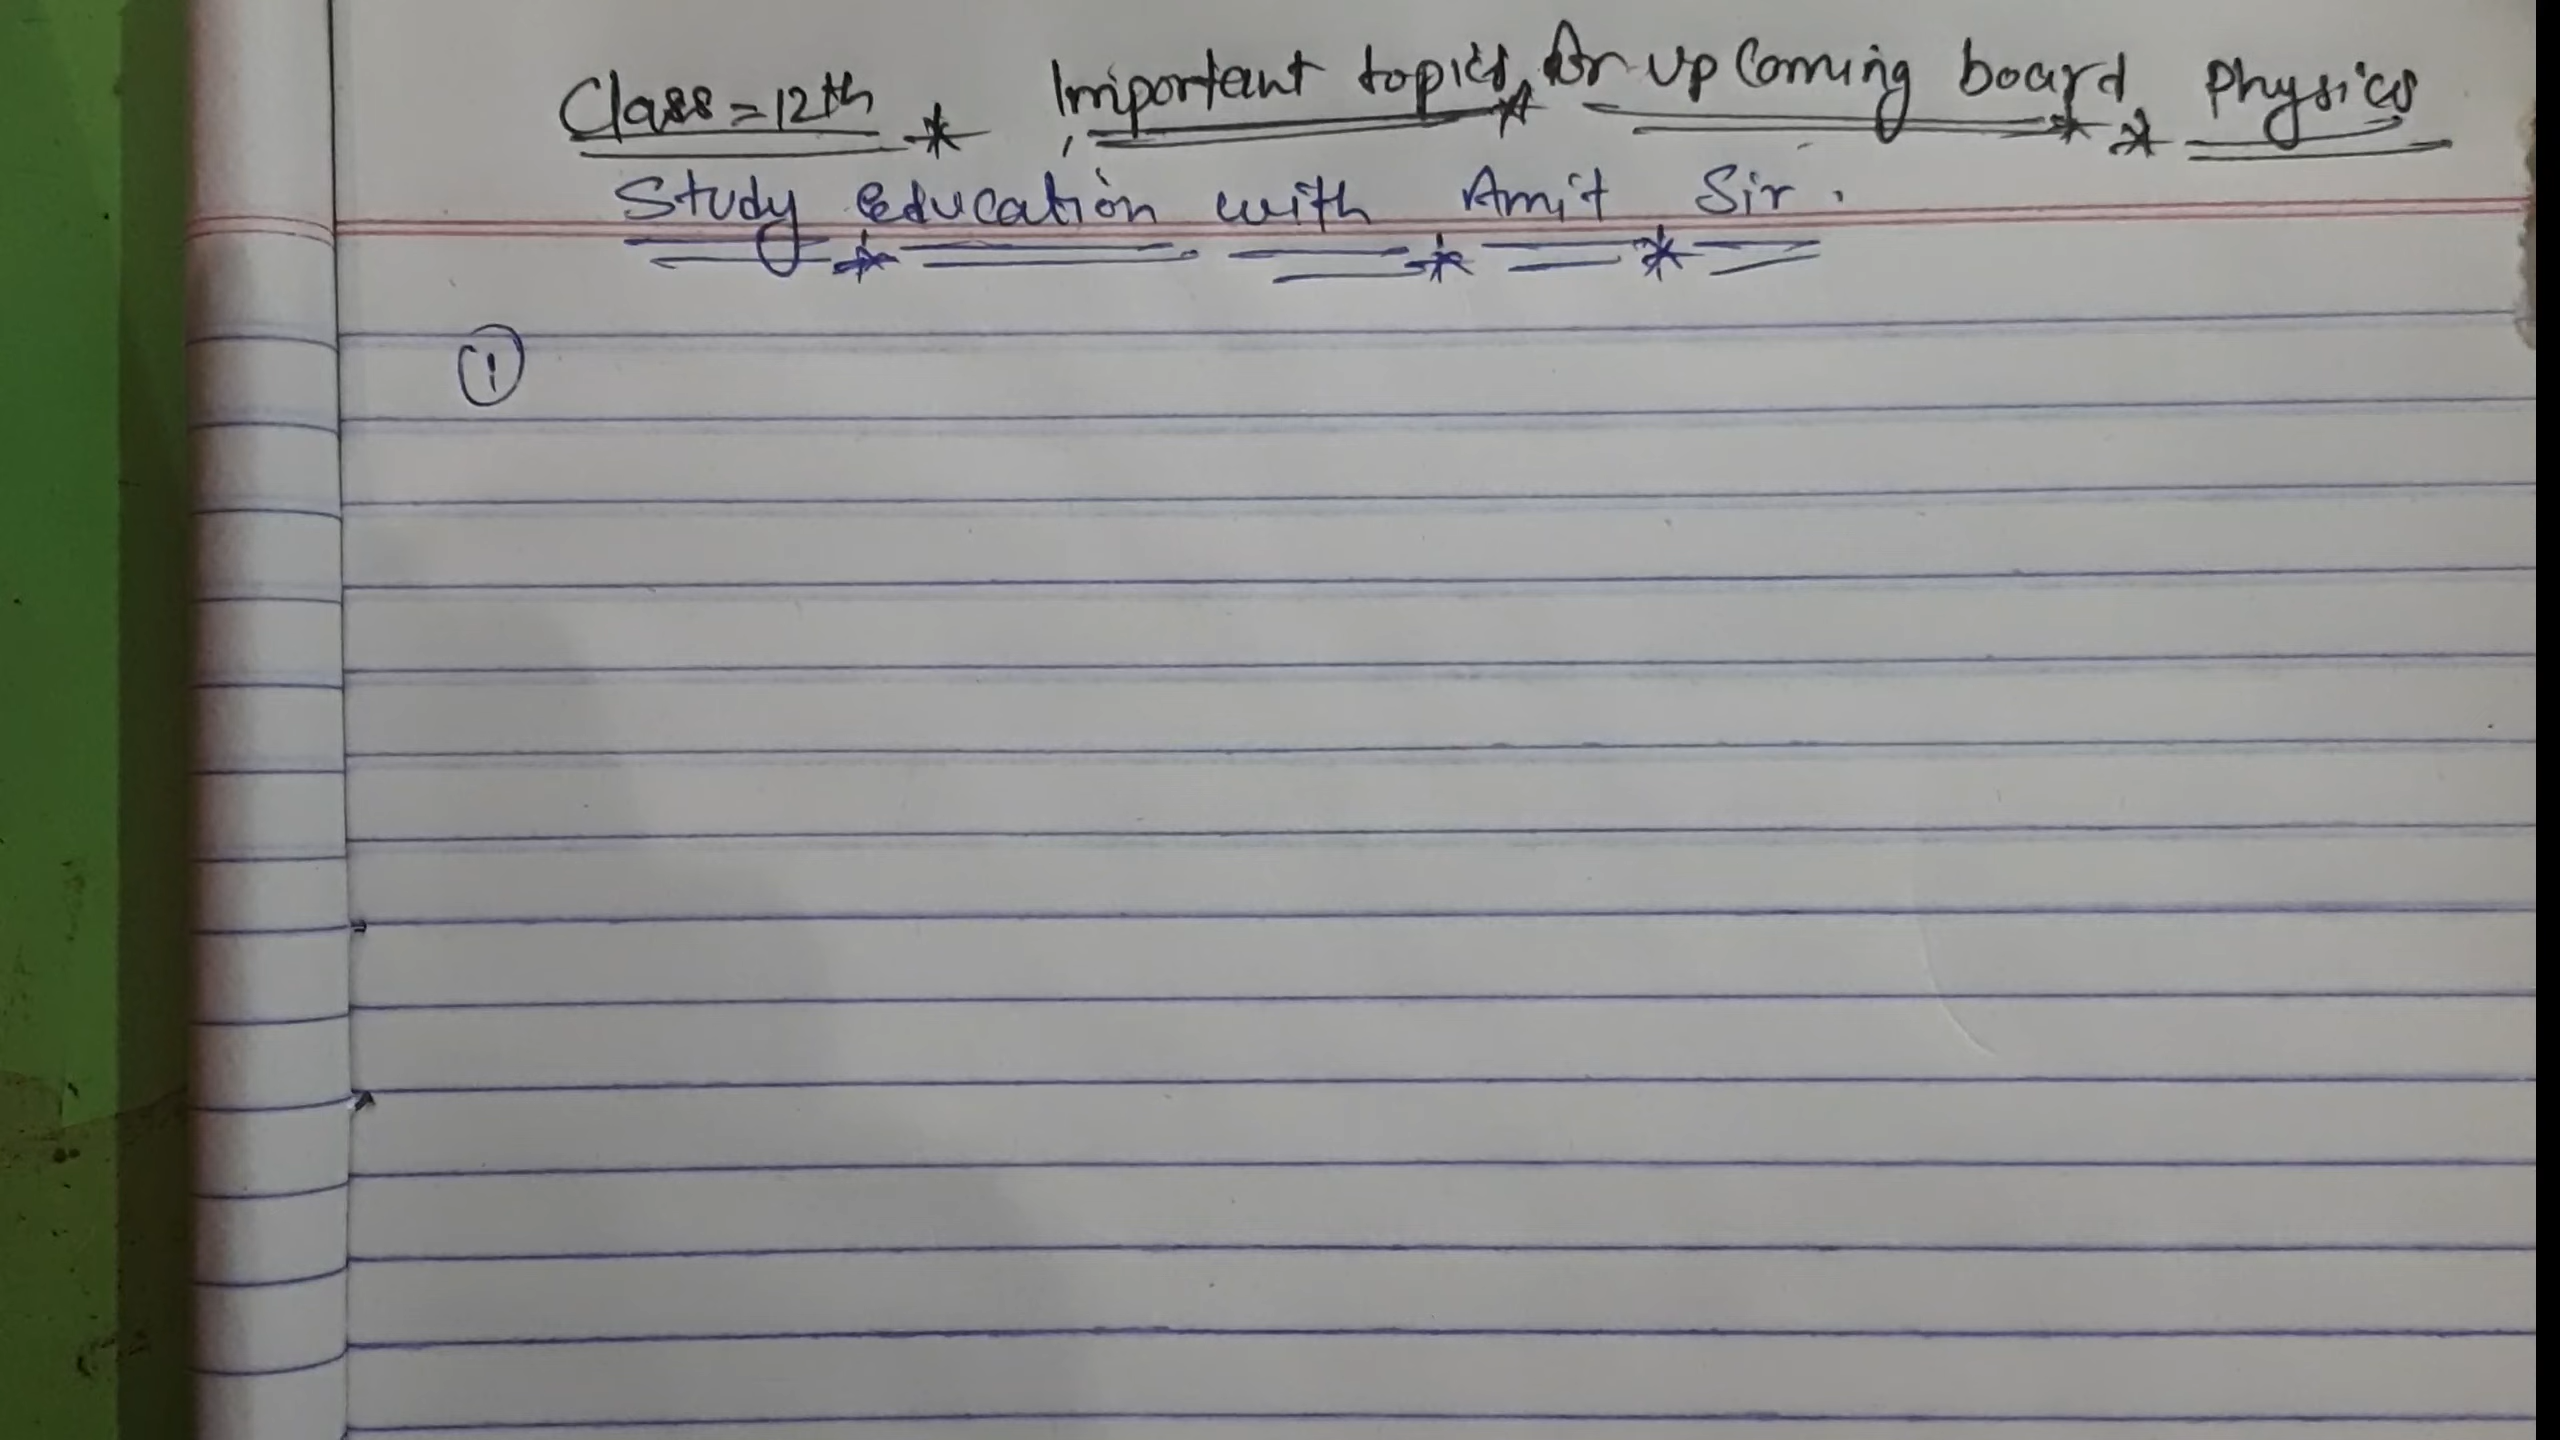 Class = 12th Important topics for up Coming board Physics
Study education with Amit Sir.
1